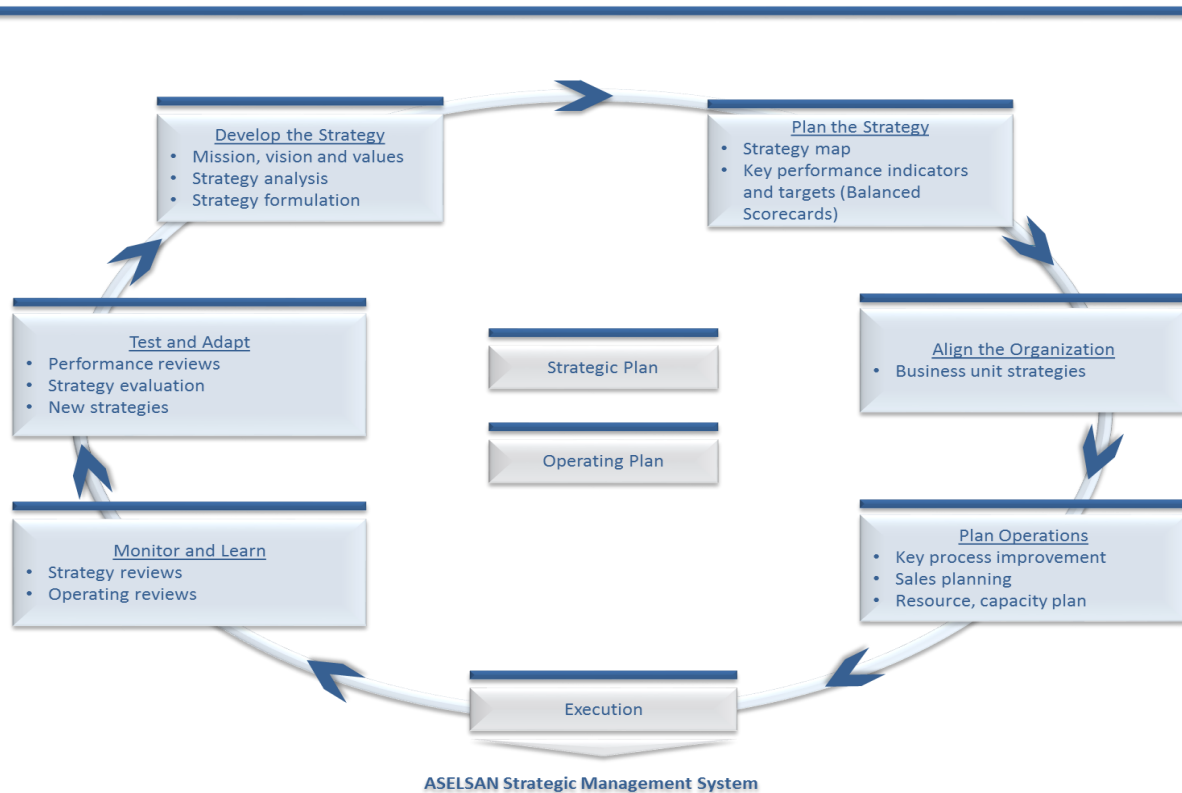 Develop the Strategy
• Mission, vision and values
• Strategy analysis
• Strategy formulation
Plan the Strategy
• Strategy map
• Key performance indicators
and targets (Balanced
Scorecards)
Test and Adapt
• Performance reviews
• Strategy evaluation
• New strategies
Strategic Plan
Operating Plan
Align the Organization
• Business unit strategies
Monitor and Learn
• Strategy reviews
• Operating reviews
Plan Operations
• Key process improvement
• Sales planning
• Resource, capacity plan
Execution
ASELSAN Strategic Management System